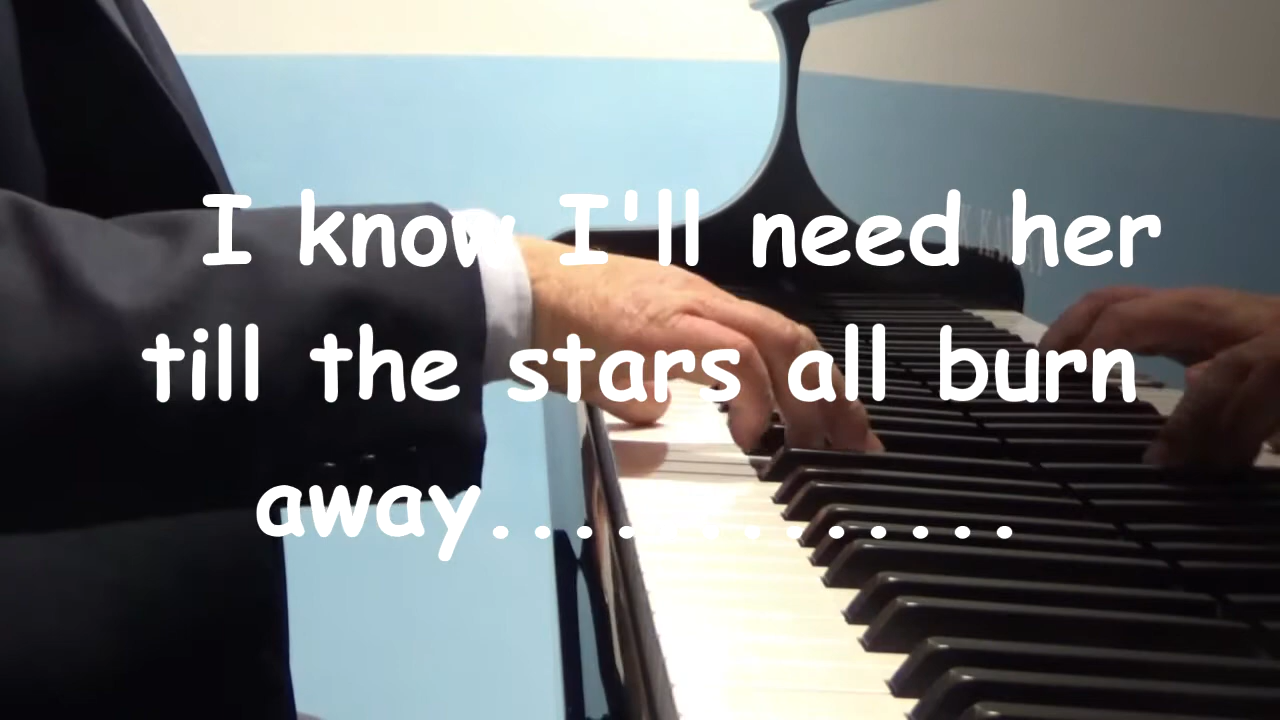 I know I'll need her
till the stars all burn
away.............